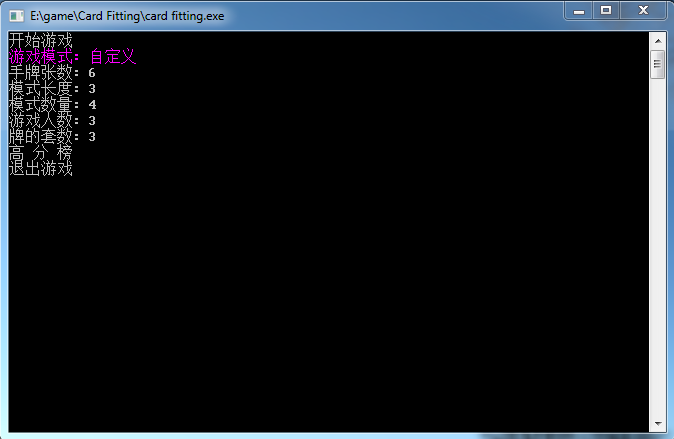 E:\game\Card Fitting\card fitting.exe
开始游戏
游戏模式: 自定义
手牌张数: 6
模式长度: 3
模式数量: 4
游戏人数: 3
牌的套数: 3
高 分 榜
退出游戏